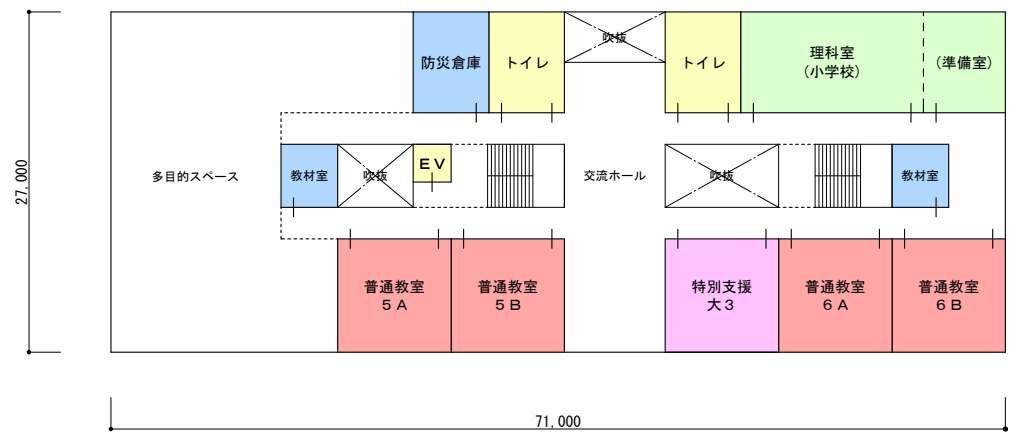 吹抜
防災倉庫
トイレ
トイレ
理科室
(小学校)
(準備室)
27,000
多目的スペース
教材室
吹抜
EV
交流ホール
吹抜
教材室
普通教室
5A
普通教室
5B
特別支援
大3
普通教室
6A
普通教室
6B
71,000